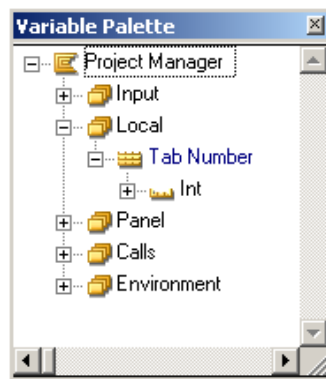 Variable Palette
Project Manager
Input
Local
Tab Number
Int
Panel
Calls
Environment